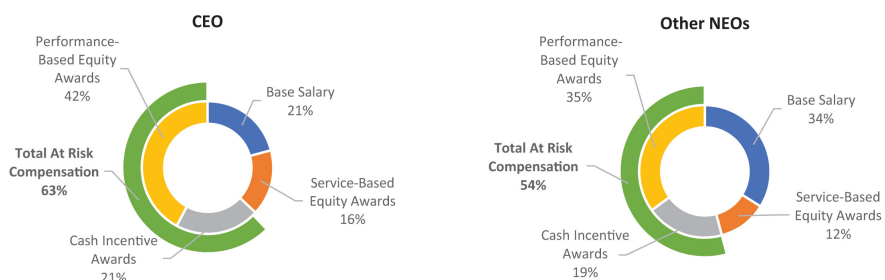 CEO
Performance-
Based Equity
Awards
42%
Base Salary
21%
Total At Risk
Compensation
63%
Service-Based
Equity Awards
16%
Cash Incentive
Awards
21%
Other NEOs
Performance-
Based Equity
Awards
35%
Base Salary
34%
Total At Risk
Compensation
54%
Service-Based
Equity Awards
12%
Cash Incentive
Awards
19%